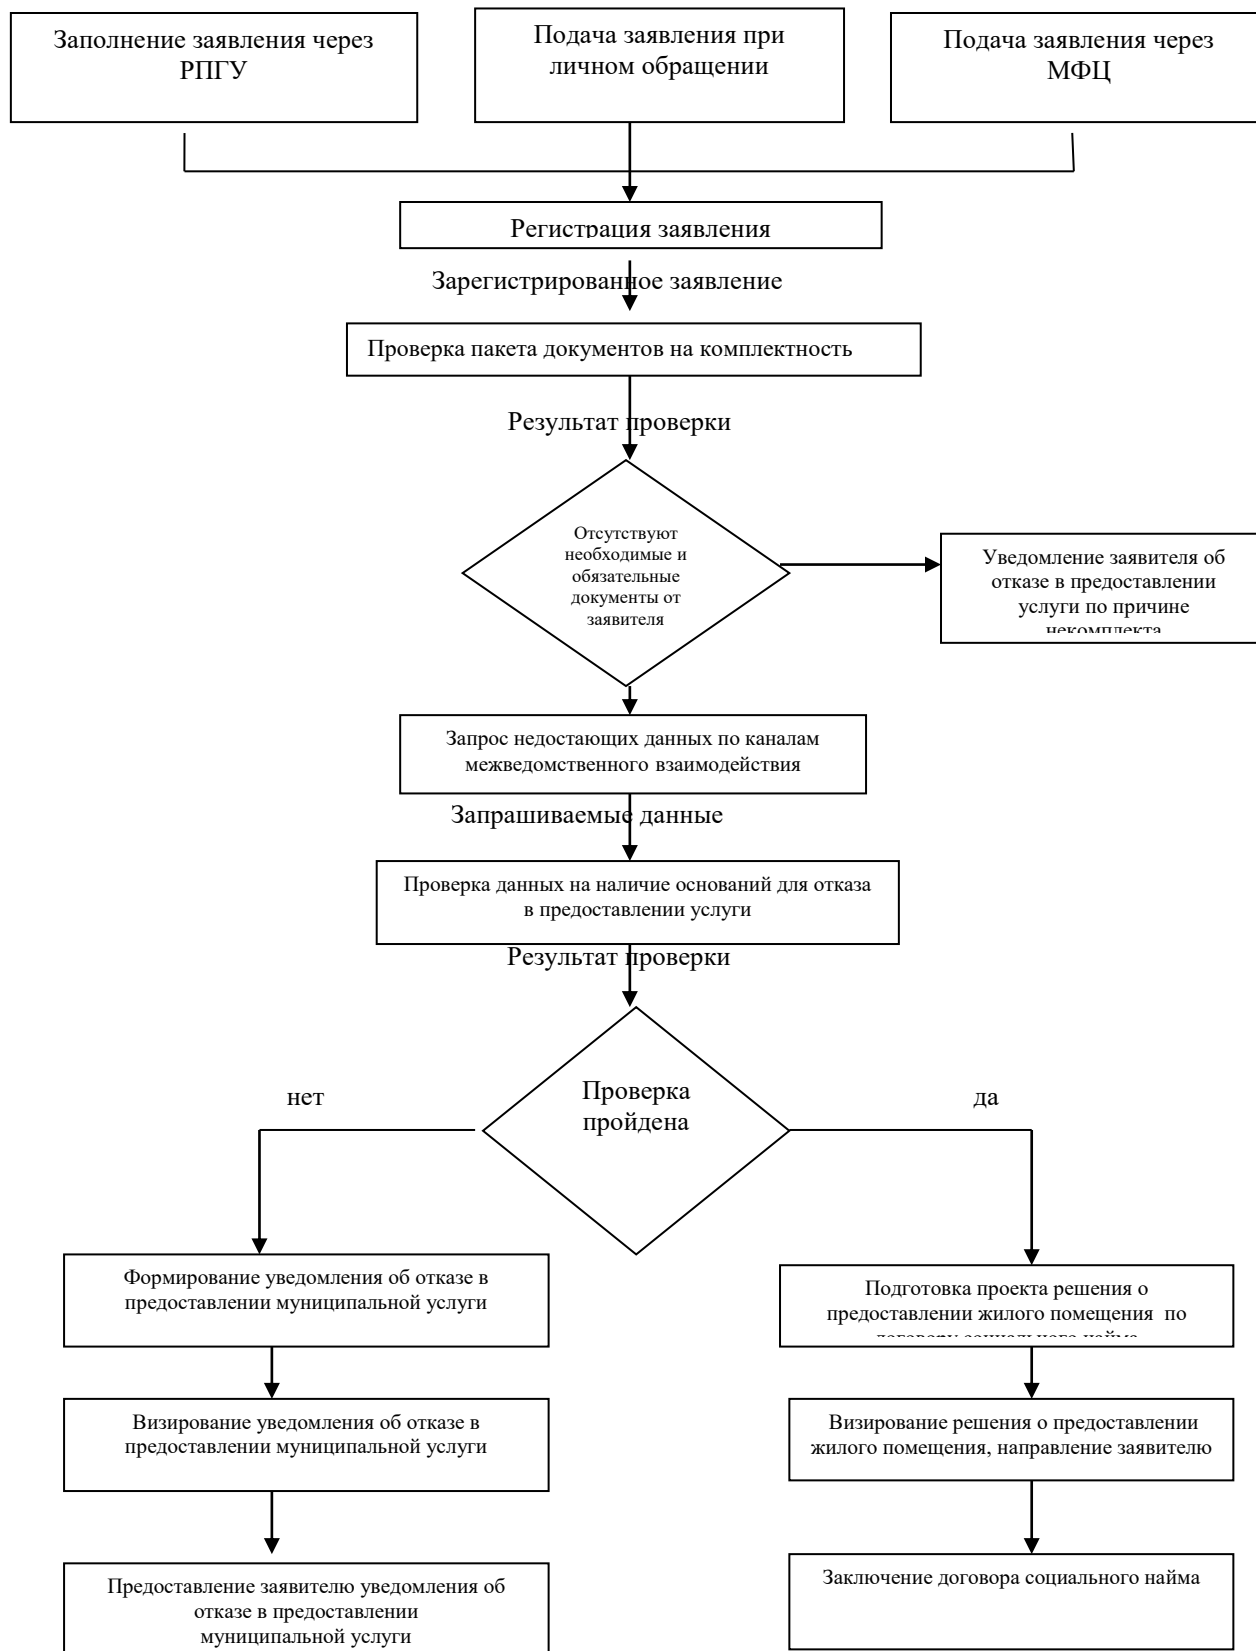 Заполнение заявления через
РПГУ
Подача заявления при
личном обращении
Подача заявления через
МФЦ
Регистрация заявления
Зарегистрированное заявление
Проверка пакета документов на комплектность
Результат проверки
Отсутствуют
необходимые и
обязательные
документы от
заявителя
Уведомление заявителя об
отказе в предоставлении
услуги по причине
некомплекта
Запрос недостающих данных по каналам
межведомственного взаимодействия
Запрашиваемые данные
Проверка данных на наличие оснований для отказа
в предоставлении услуги
Результат проверки
Проверка
пройдена
нет
да
Формирование уведомления об отказе в
предоставлении муниципальной услуги
Подготовка проекта решения о
предоставлении жилого помещения по
договору социального найма
Визирование уведомления об отказе в
предоставлении муниципальной услуги
Визирование решения о предоставлении
жилого помещения, направление заявителю
Предоставление заявителю уведомления об
отказе в предоставлении
муниципальной услуги
Заключение договора социального найма